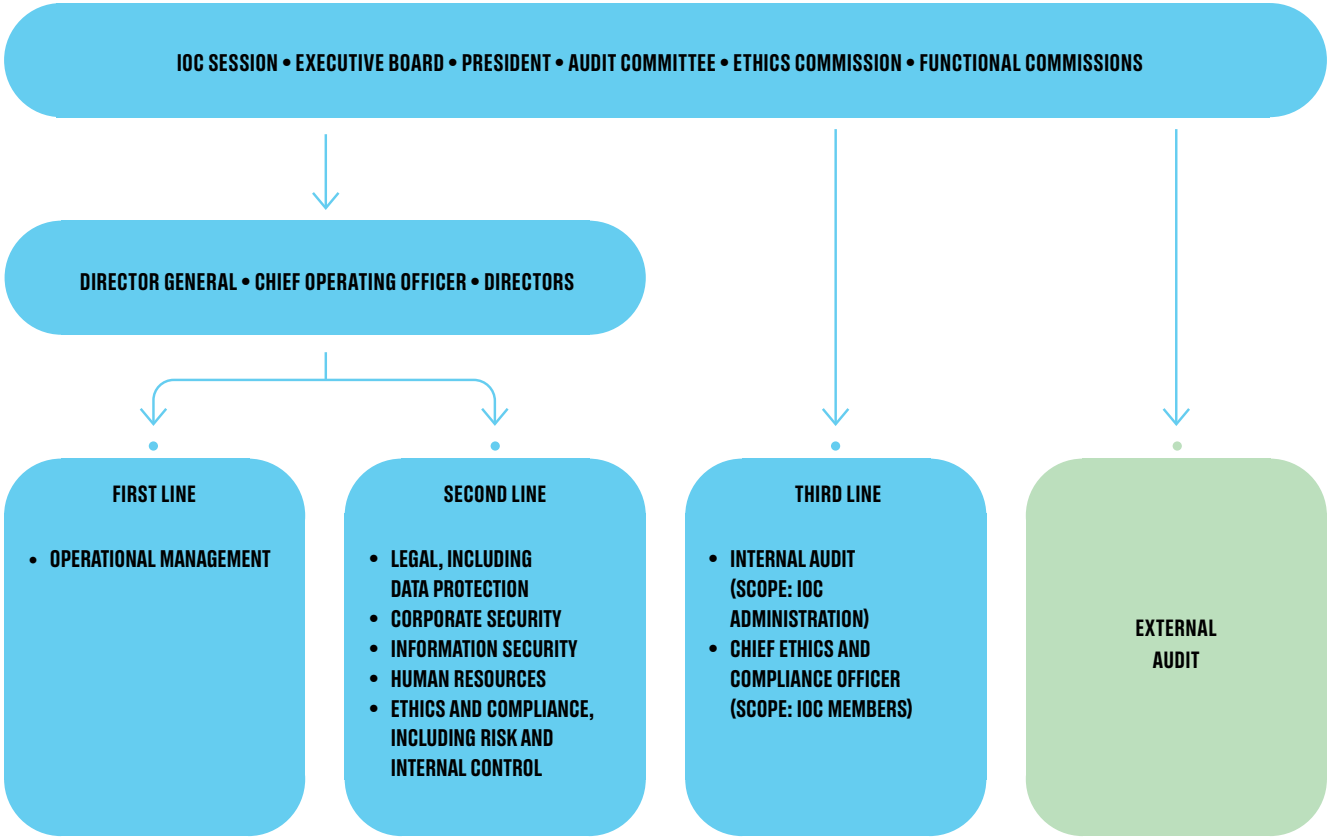 IOC SESSION • EXECUTIVE BOARD • PRESIDENT • AUDIT COMMITTEE • ETHICS COMMISSION • FUNCTIONAL COMMISSIONS
DIRECTOR GENERAL • CHIEF OPERATING OFFICER • DIRECTORS
FIRST LINE
• OPERATIONAL MANAGEMENT
SECOND LINE
• LEGAL, INCLUDING
DATA PROTECTION
• CORPORATE SECURITY
• INFORMATION SECURITY
• HUMAN RESOURCES
• ETHICS AND COMPLIANCE,
INCLUDING RISK AND
INTERNAL CONTROL
THIRD LINE
• INTERNAL AUDIT
(SCOPE: IOC
ADMINISTRATION)
• CHIEF ETHICS AND
COMPLIANCE OFFICER
(SCOPE: IOC MEMBERS)
EXTERNAL
AUDIT